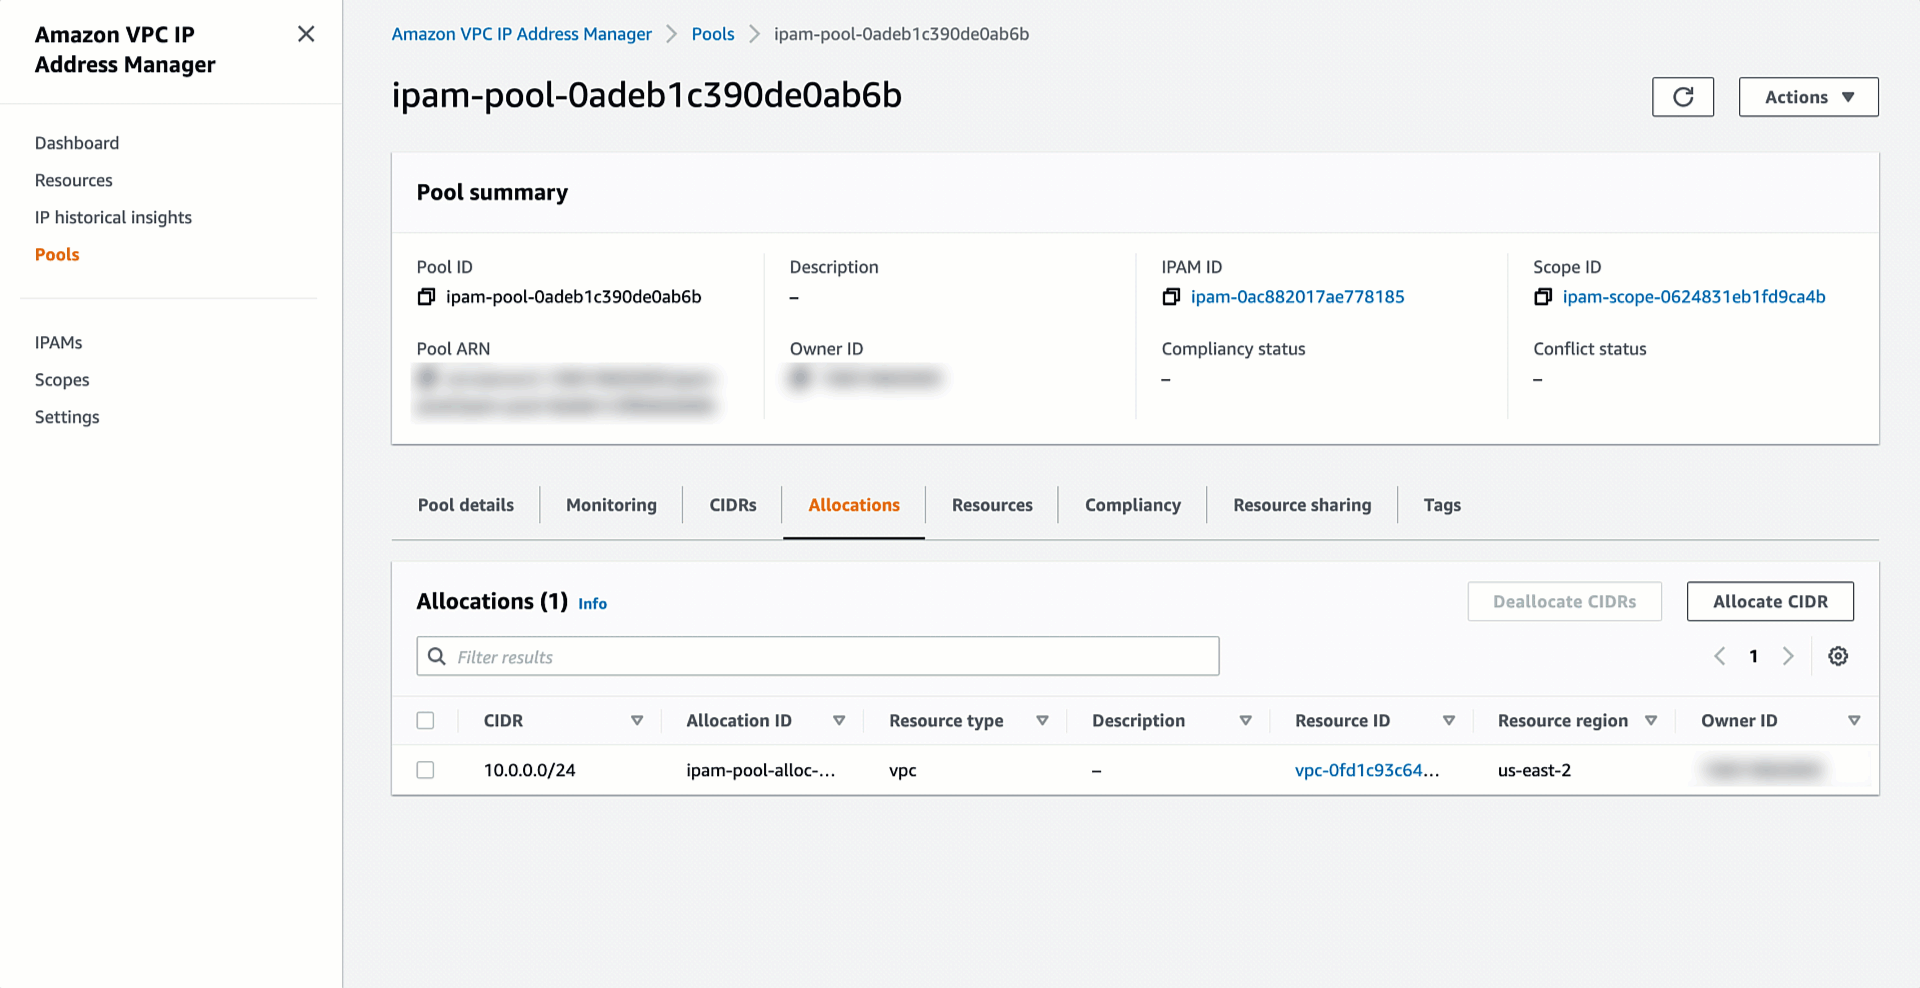 Amazon VPC IP
Address Manager
Dashboard
Resources
IP historical insights
Pools
IPAMs
Scopes
Settings
Amazon VPC IP Address Manager > Pools > ipam-pool-0adeb1c390de0ab6b
ipam-pool-0adeb1c390de0ab6b
Actions
Pool summary
Pool ID
ipam-pool-0adeb1c390de0ab6b
Description
–
IPAM ID
ipam-0ac882017ae778185
Scope ID
ipam-scope-0624831eb1fd9ca4b
Pool ARN
Owner ID
Compliancy status
–
Conflict status
–
Pool details Monitoring CIDRs Allocations Resources Compliancy Resource sharing Tags
Allocations (1) Info
Deallocate CIDRs Allocate CIDR
Filter results
1
CIDR Allocation ID Resource type Description Resource ID Resource region Owner ID
10.0.0.0/24 ipam-pool-alloc-... vpc – vpc-0fd1c93c64... us-east-2